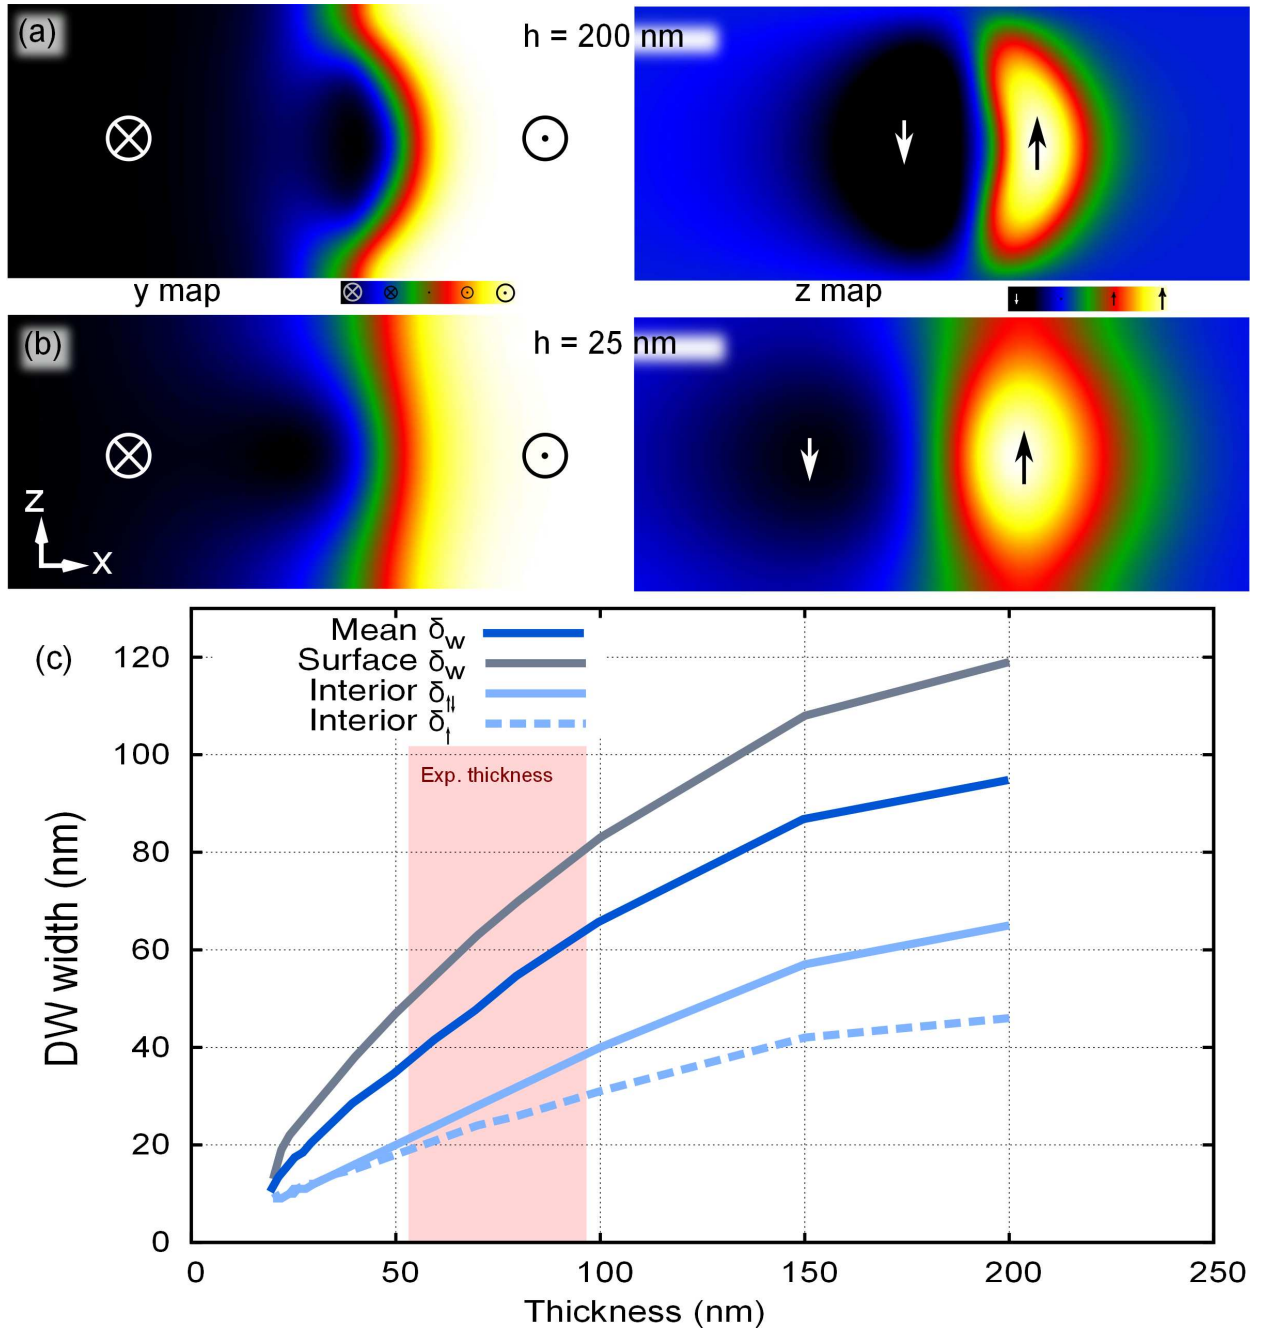 (a)
h = 200 nm
y map
z map
(b)
h = 25 nm
z
x
(c)
Mean δw
Surface δw
Interior δ↑↓
Interior δ↑
Exp. thickness
DW width (nm)
120
100
80
60
40
20
0
0 50 100 150 200 250
Thickness (nm)